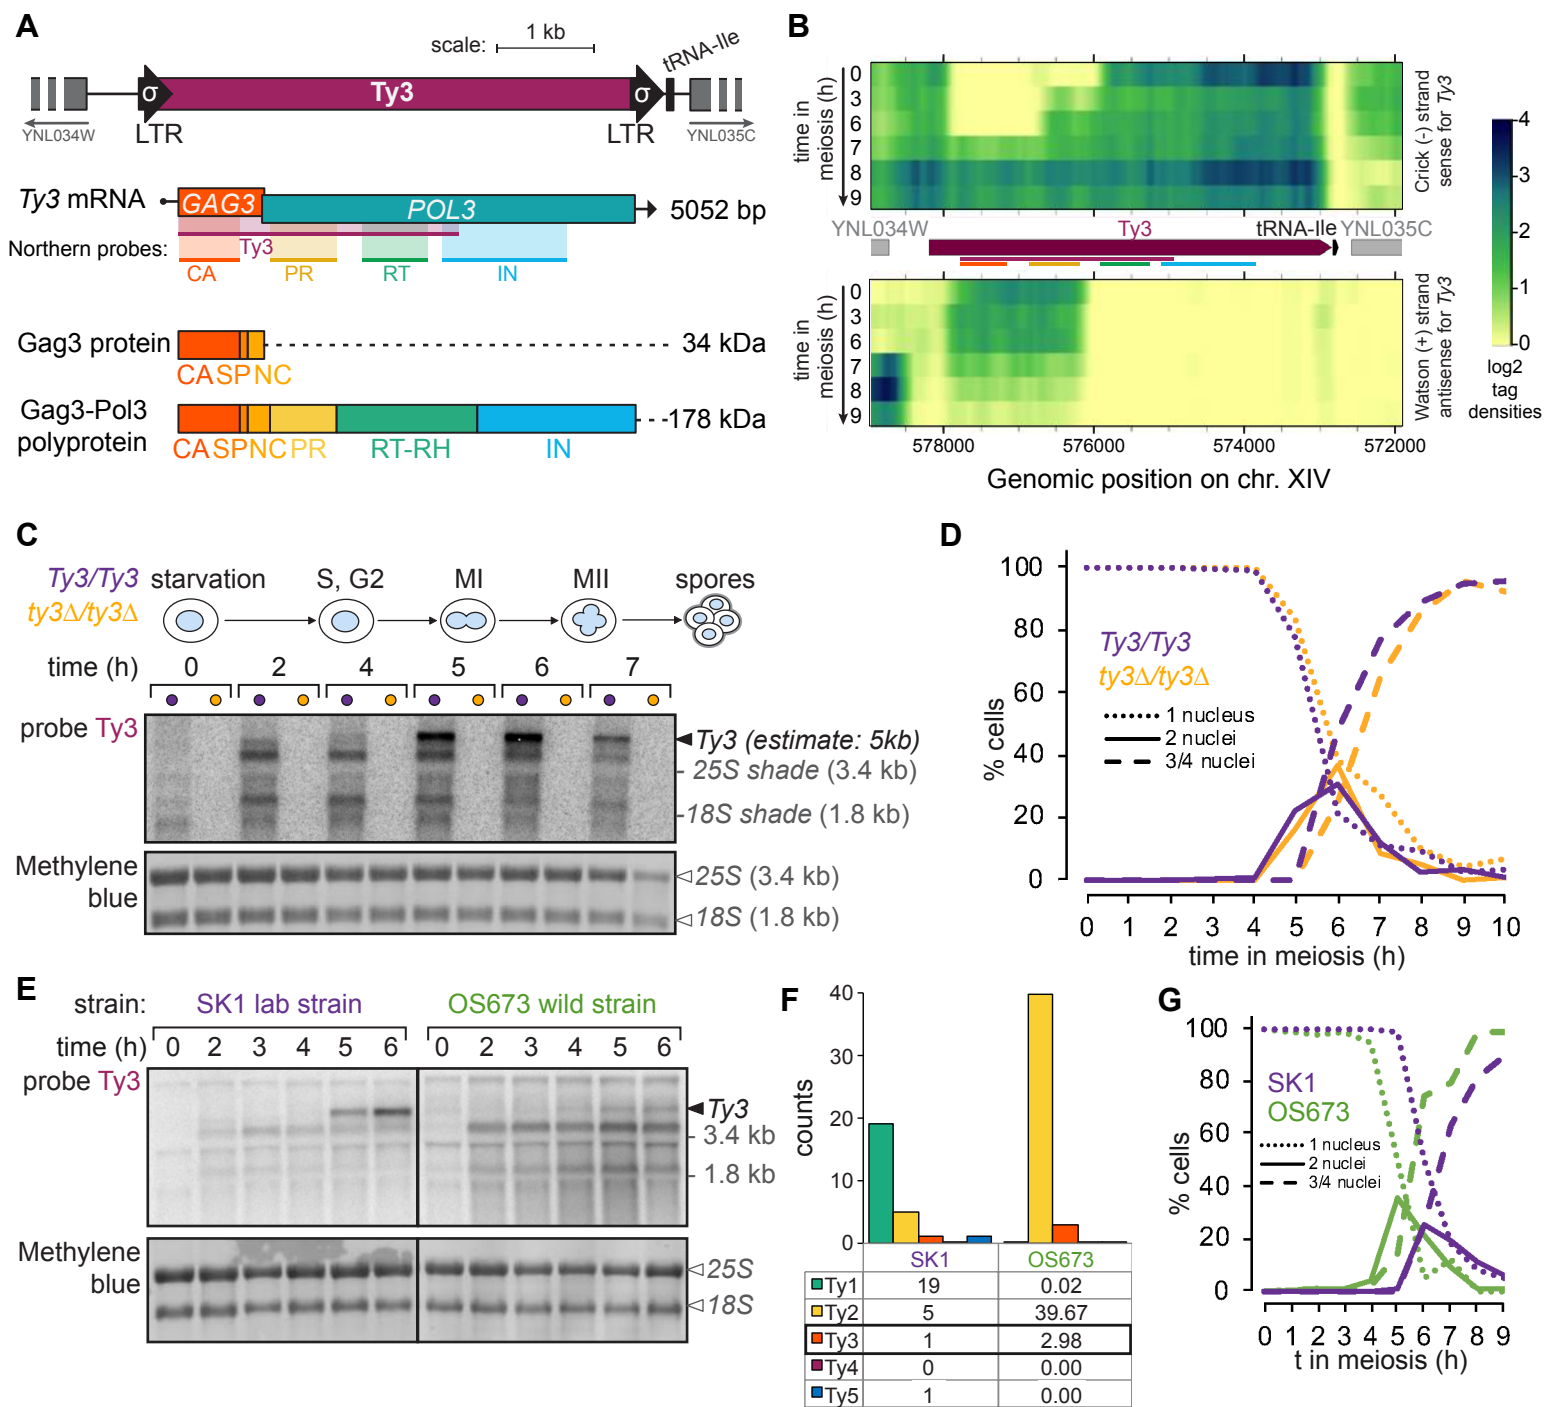 A
scale: 1 kb
tRNA-Ile
σ Ty3 σ
YNL034W LTR LTR YNL035C
Ty3 mRNA GAG3 POL3 5052 bp
Northern probes: Ty3
CA PR RT IN
Gag3 protein 34 kDa
CA SP NC
Gag3-Pol3
polyprotein
178 kDa
CA SP NC PR RT-RH IN
B
time in
meiosis (h)
0
3
6
7
8
9
Crick (-) strand
sense for Ty3
YNL034W Ty3 tRNA-Ile YNL035C
time in
meiosis (h)
0
3
6
7
8
9
Watson (+) strand
antisense for Ty3
578000 576000 574000 572000
Genomic position on chr. XIV
4
3
2
1
0
log2
tag
densities
C
Ty3/Ty3
ty3Δ/ty3Δ
starvation S, G2 MI MII spores
time (h) 0 2 4 5 6 7
probe Ty3
Ty3 (estimate: 5kb)
25S shade (3.4 kb)
18S shade (1.8 kb)
Methylene
blue
25S (3.4 kb)
18S (1.8 kb)
D
100
80
60
40
20
0
% cells
Ty3/Ty3
ty3Δ/ty3Δ
1 nucleus
2 nuclei
3/4 nuclei
0 1 2 3 4 5 6 7 8 9 10
time in meiosis (h)
E
strain: SK1 lab strain OS673 wild strain
time (h) 0 2 3 4 5 6 0 2 3 4 5 6
probe Ty3
Ty3
3.4 kb
1.8 kb
Methylene
blue
25S
18S
F
40
30
20
10
0
counts
SK1 OS673
Ty1 19 0.02
Ty2 5 39.67
Ty3 1 2.98
Ty4 0 0.00
Ty5 1 0.00
G
100
80
60
40
20
0
% cells
SK1
OS673
1 nucleus
2 nuclei
3/4 nuclei
0 1 2 3 4 5 6 7 8 9
t in meiosis (h)